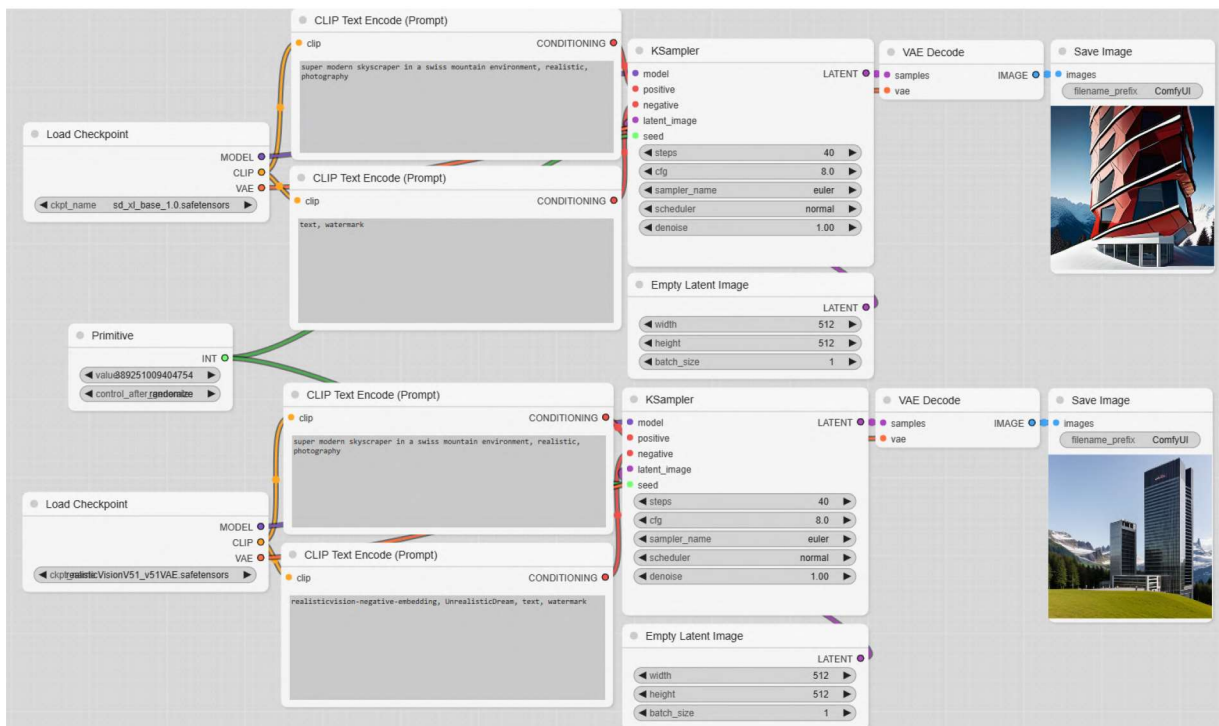 CLIP Text Encode (Prompt)
clip
CONDITIONING
super modern skyscraper in a swiss mountain environment, realistic,
photography
KSampler
model
LATENT
positive
negative
latent_image
seed
steps 40
cfg 8.0
sampler_name euler
scheduler normal
denoise 1.00
VAE Decode
samples
IMAGE
vae
Save Image
images
filename_prefix ComfyUI
Load Checkpoint
MODEL
CLIP
VAE
ckpt_name sd_xl_base_1.0.safetensors
CLIP Text Encode (Prompt)
clip
CONDITIONING
text, watermark
Empty Latent Image
LATENT
width 512
height 512
batch_size 1
Primitive
INT
value 389251009404754
control_after_ randomize
CLIP Text Encode (Prompt)
clip
CONDITIONING
super modern skyscraper in a swiss mountain environment, realistic,
photography
KSampler
model
LATENT
positive
negative
latent_image
seed
steps 40
cfg 8.0
sampler_name euler
scheduler normal
denoise 1.00
VAE Decode
samples
IMAGE
vae
Save Image
images
filename_prefix ComfyUI
Load Checkpoint
MODEL
CLIP
VAE
realisticVisionV51_v51VAE.safetensors
CLIP Text Encode (Prompt)
clip
CONDITIONING
realisticvision-negative-embedding, UnrealisticDream, text, watermark
Empty Latent Image
LATENT
width 512
height 512
batch_size 1